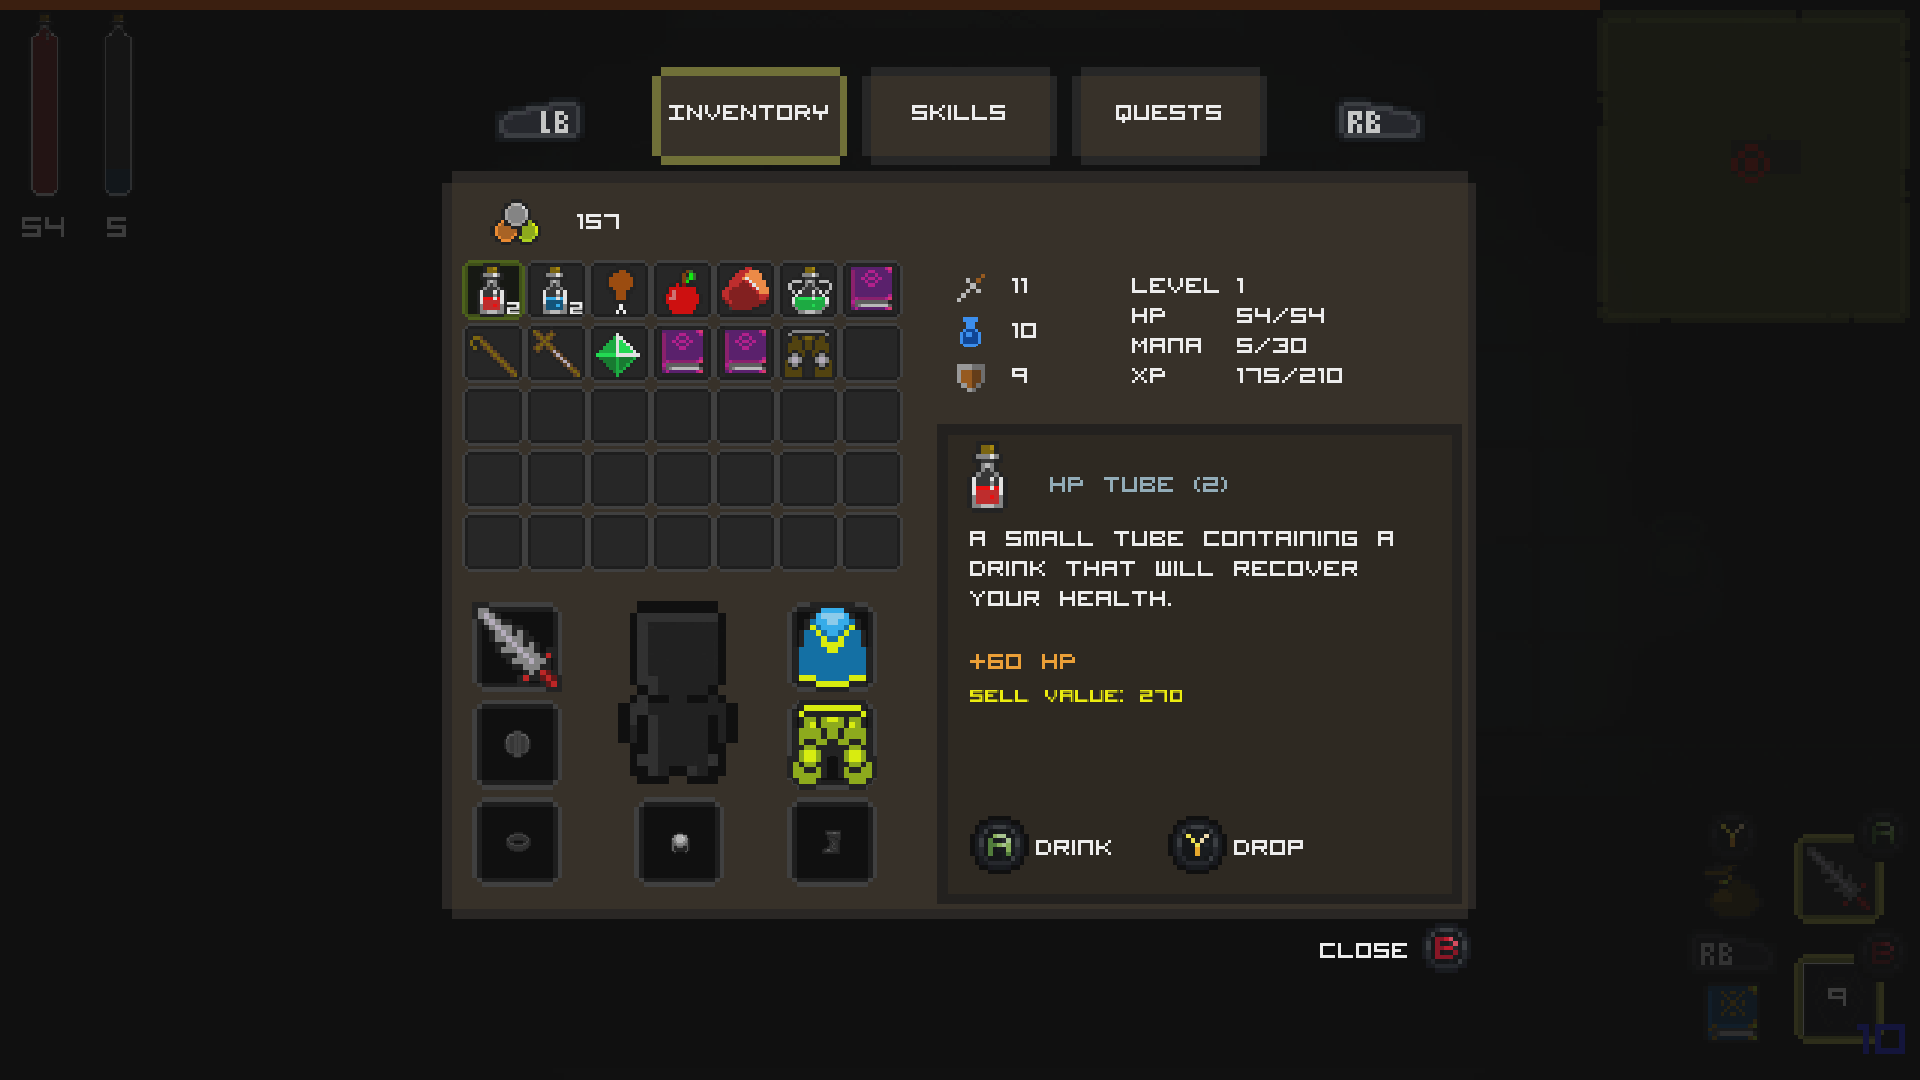 INVENTORY
SKILLS
QUESTS
LB
RB
54
5
157
2
2
11
10
9
LEVEL 1
HP 54/54
MANA 5/30
XP 175/210
HP TUBE (2)
A SMALL TUBE CONTAINING A
DRINK THAT WILL RECOVER
YOUR HEALTH.
+60 HP
SELL VALUE: 270
A DRINK
Y DROP
CLOSE B
Y
A
RB
B
9
10